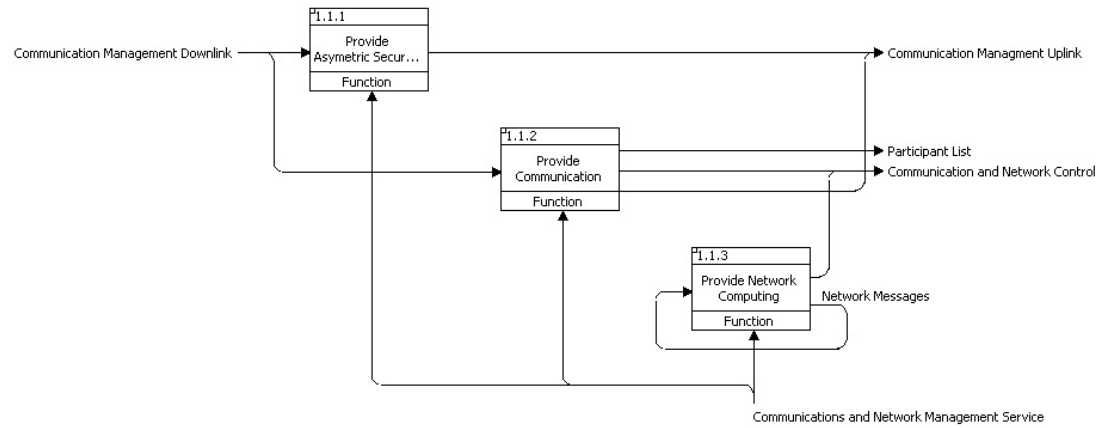 1.1.1
Provide
Asymetric Secur...
Function
Communication Management Downlink
Communication Managment Uplink
1.1.2
Provide
Communication
Function
Participant List
Communication and Network Control
1.1.3
Provide Network
Computing
Function
Network Messages
Communications and Network Management Service